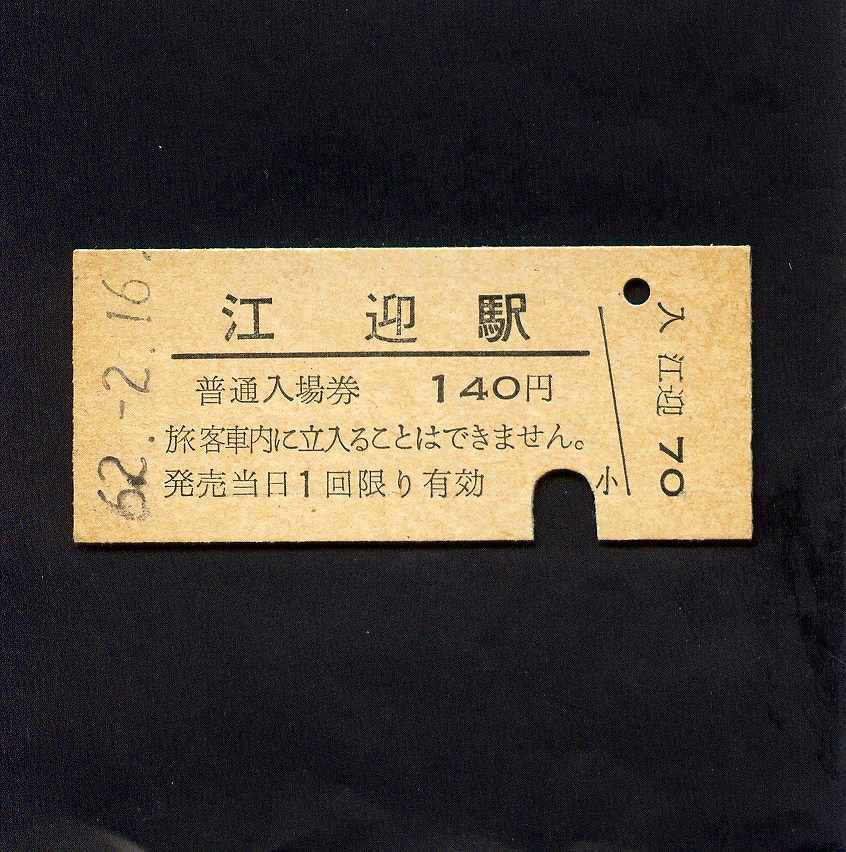 62.-2.16.
江迎駅
普通入場券 140円
旅客車内に立入ることはできません。
発売当日1回限り有効
小
入 江迎 70